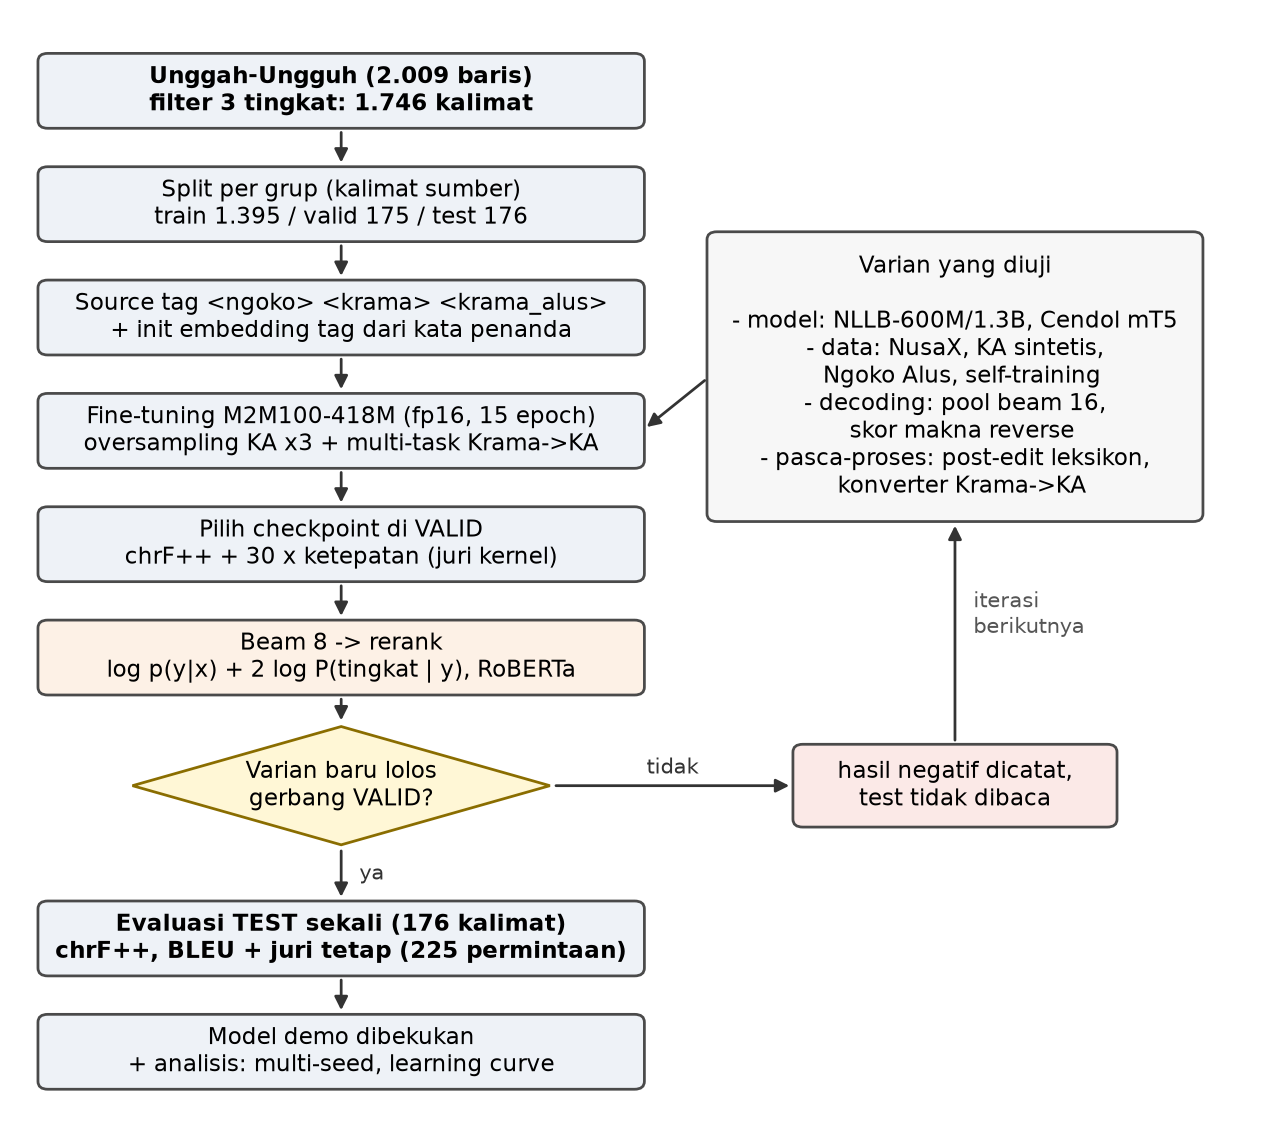 Unggah-Ungguh (2.009 baris)
filter 3 tingkat: 1.746 kalimat
Split per grup (kalimat sumber)
train 1.395 / valid 175 / test 176
Source tag <ngoko> <krama> <krama_alus>
+ init embedding tag dari kata penanda
Fine-tuning M2M100-418M (fp16, 15 epoch)
oversampling KA x3 + multi-task Krama->KA
Pilih checkpoint di VALID
chrF++ + 30 x ketepatan (juri kernel)
Beam 8 -> rerank
log p(y|x) + 2 log P(tingkat | y), RoBERTa
Varian baru lolos
gerbang VALID?
tidak
hasil negatif dicatat,
test tidak dibaca
iterasi
berikutnya
Varian yang diuji
- model: NLLB-600M/1.3B, Cendol mT5
- data: NusaX, KA sintetis,
Ngoko Alus, self-training
- decoding: pool beam 16,
skor makna reverse
- pasca-proses: post-edit leksikon,
konverter Krama->KA
ya
Evaluasi TEST sekali (176 kalimat)
chrF++, BLEU + juri tetap (225 permintaan)
Model demo dibekukan
+ analisis: multi-seed, learning curve